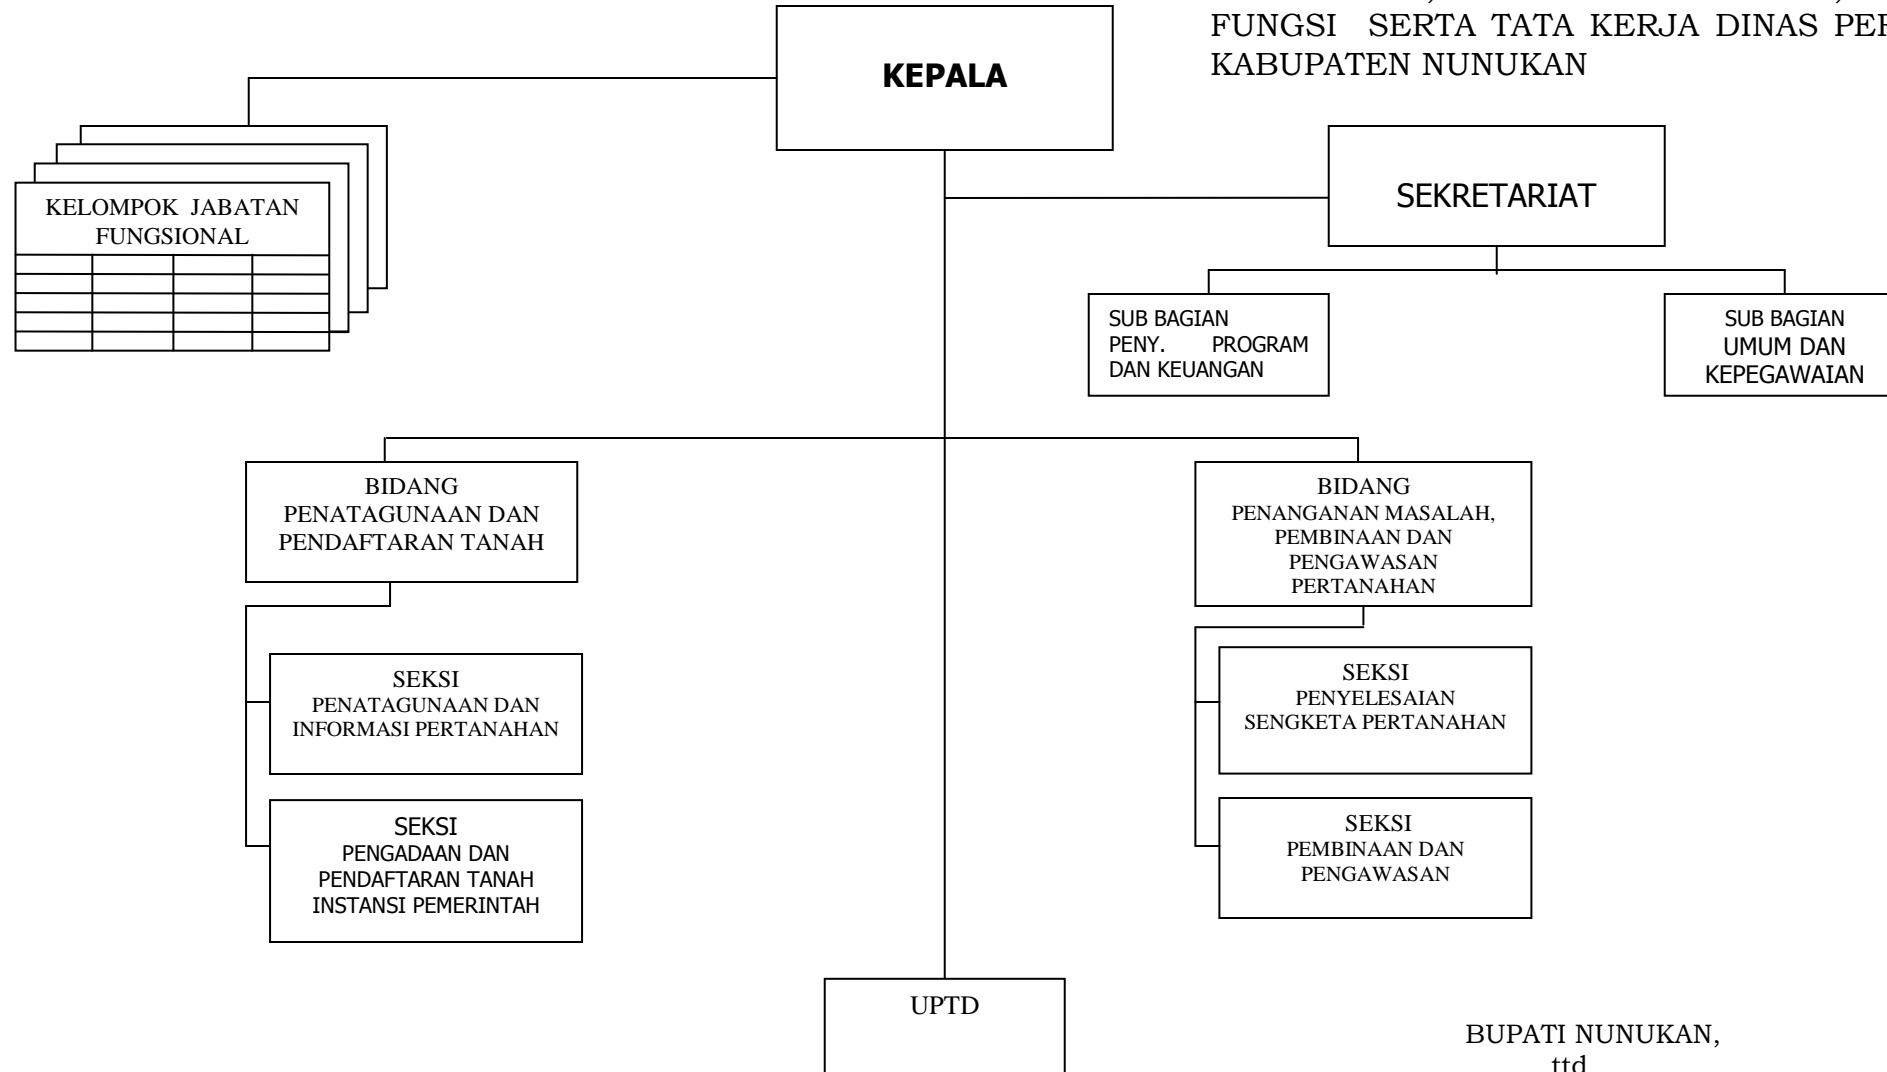 FUNGSI SERTA TATA KERJA DINAS
KABUPATEN NUNUKAN
KEPALA
SEKRETARIAT
KELOMPOK JABATAN
FUNGSIONAL
SUB BAGIAN
PENY. PROGRAM
DAN KEUANGAN
SUB BAGIAN
UMUM DAN
KEPEGAWAIAN
BIDANG
PENATAGUNAAN DAN
PENDAFTARAN TANAH
BIDANG
PENANGANAN MASALAH,
PEMBINAAN DAN
PENGAWASAN
PERTANAHAN
SEKSI
PENATAGUNAAN DAN
INFORMASI PERTANAHAN
SEKSI
PENYELESAIAN
SENGKETA PERTANAHAN
SEKSI
PENGADAAN DAN
PENDAFTARAN TANAH
INSTANSI PEMERINTAH
SEKSI
PEMBINAAN DAN
PENGAWASAN
UPTD
BUPATI NUNUKAN,
ttd